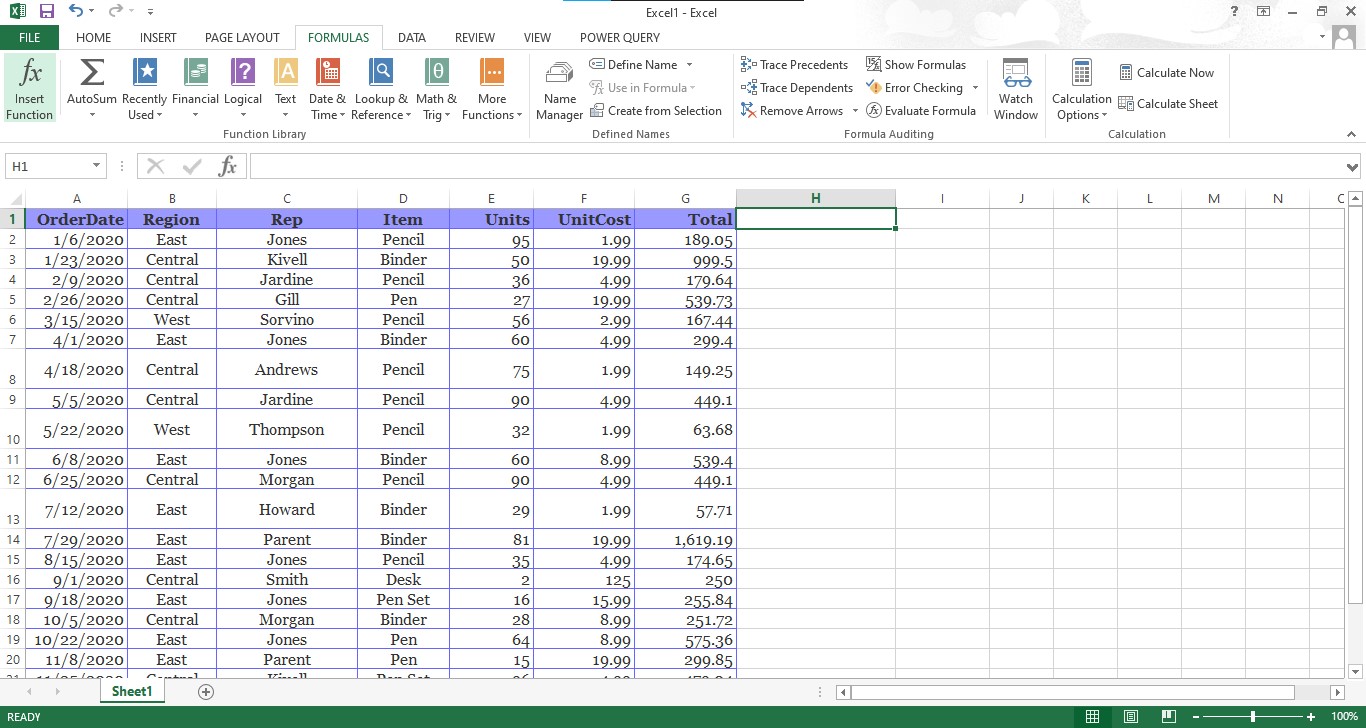 Excel1 - Excel
?
FILE HOME INSERT PAGE LAYOUT FORMULAS DATA REVIEW VIEW POWER QUERY
fx Insert Function
Σ AutoSum
Recently Used
Financial
Logical
Text
Date & Time
Lookup & Reference
Math & Trig
More Functions
Function Library
Name Manager
Define Name
Use in Formula
Create from Selection
Defined Names
Trace Precedents
Trace Dependents
Remove Arrows
Show Formulas
Error Checking
Evaluate Formula
Watch Window
Formula Auditing
Calculation Options
Calculate Now
Calculate Sheet
Calculation
H1 fx
A B C D E F G H I J K L M N
1 OrderDate Region Rep Item Units UnitCost Total
2 1/6/2020 East Jones Pencil 95 1.99 189.05
3 1/23/2020 Central Kivell Binder 50 19.99 999.5
4 2/9/2020 Central Jardine Pencil 36 4.99 179.64
5 2/26/2020 Central Gill Pen 27 19.99 539.73
6 3/15/2020 West Sorvino Pencil 56 2.99 167.44
7 4/1/2020 East Jones Binder 60 4.99 299.4
8 4/18/2020 Central Andrews Pencil 75 1.99 149.25
9 5/5/2020 Central Jardine Pencil 90 4.99 449.1
10 5/22/2020 West Thompson Pencil 32 1.99 63.68
11 6/8/2020 East Jones Binder 60 8.99 539.4
12 6/25/2020 Central Morgan Pencil 90 4.99 449.1
13 7/12/2020 East Howard Binder 29 1.99 57.71
14 7/29/2020 East Parent Binder 81 19.99 1,619.19
15 8/15/2020 East Jones Pencil 35 4.99 174.65
16 9/1/2020 Central Smith Desk 2 125 250
17 9/18/2020 East Jones Pen Set 16 15.99 255.84
18 10/5/2020 Central Morgan Binder 28 8.99 251.72
19 10/22/2020 East Jones Pen 64 8.99 575.36
20 11/8/2020 East Parent Pen 15 19.99 299.85
Sheet1
READY 100%